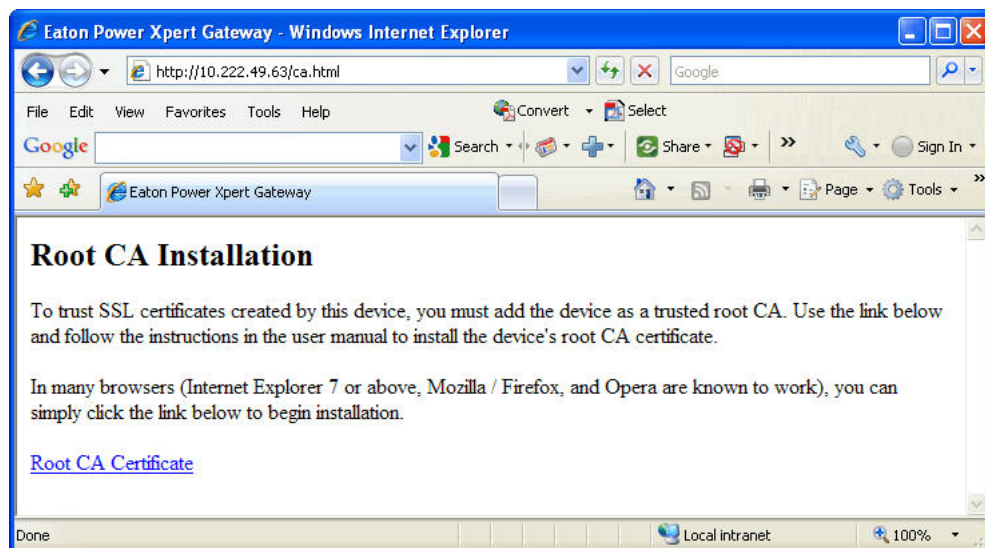 Eaton Power Xpert Gateway - Windows Internet Explorer
http://10.222.49.63/ca.html
Google
File Edit View Favorites Tools Help
Convert Select
Google
Search Share Sign In
Eaton Power Xpert Gateway
Page Tools
Root CA Installation
To trust SSL certificates created by this device, you must add the device as a trusted root CA. Use the link below
and follow the instructions in the user manual to install the device's root CA certificate.
In many browsers (Internet Explorer 7 or above, Mozilla / Firefox, and Opera are known to work), you can
simply click the link below to begin installation.
Root CA Certificate
Done Local intranet 100%